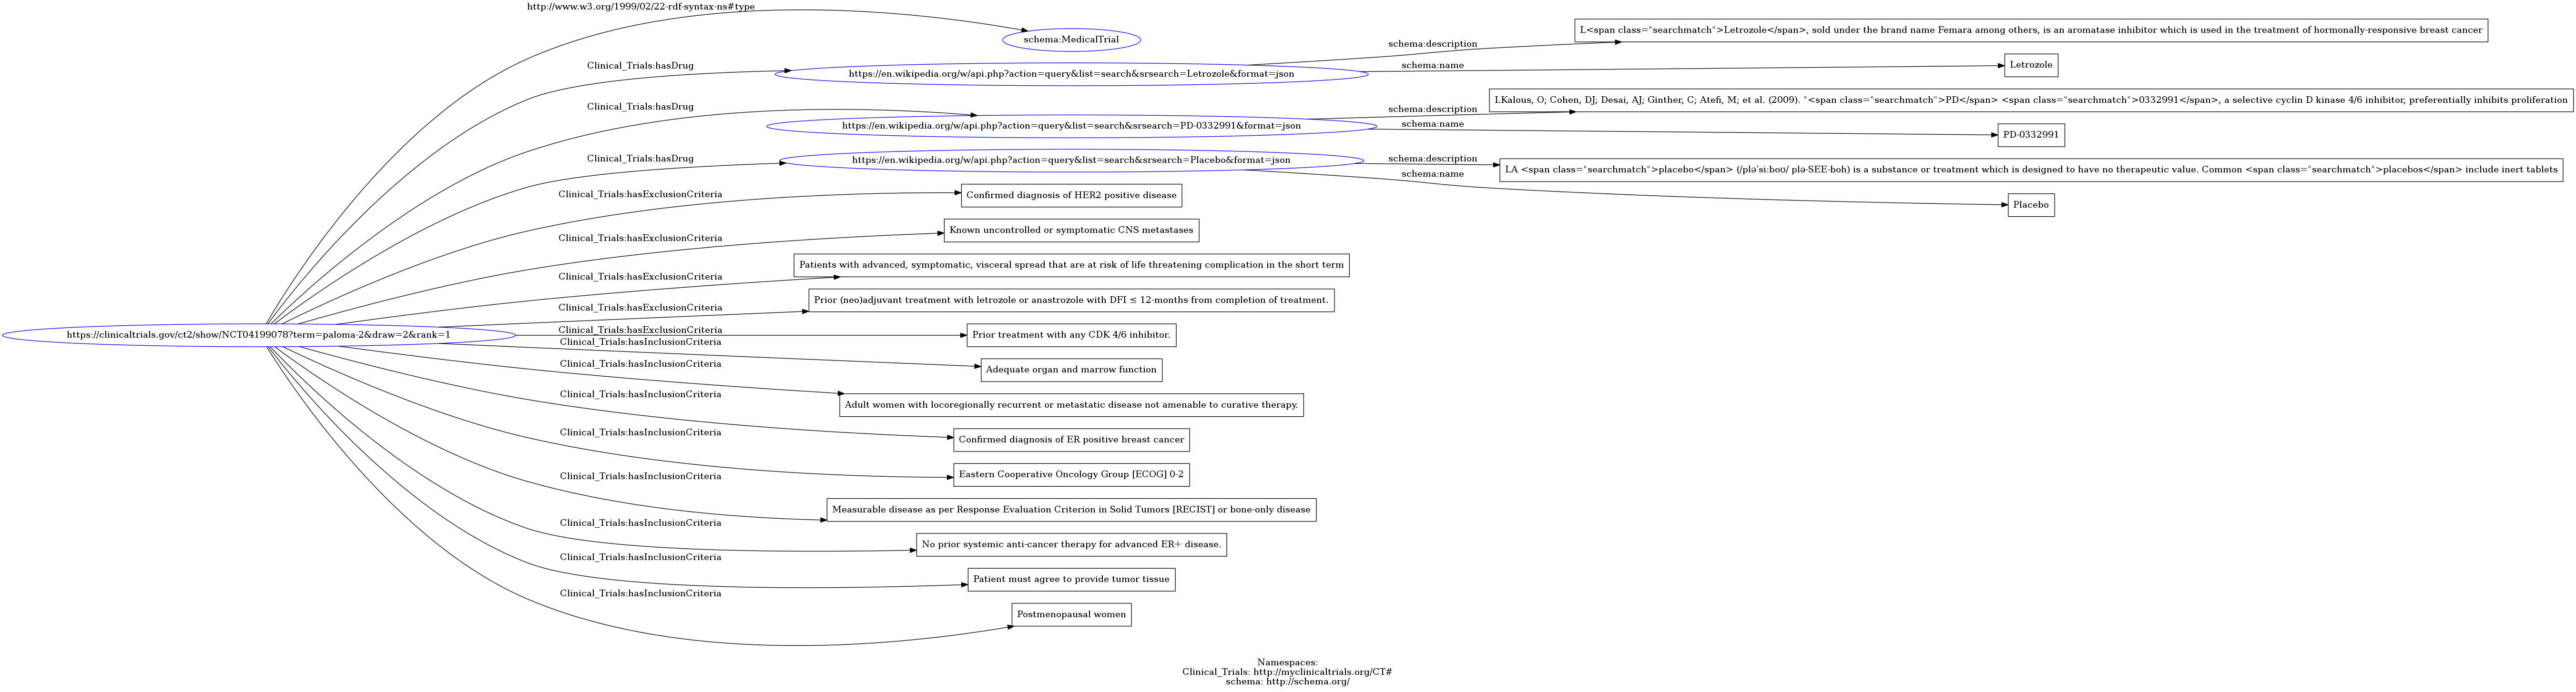 http://www.w3.org/1999/02/22-rdf-syntax-ns#type
schema:MedicalTrial
Clinical_Trials:hasDrug
https://en.wikipedia.org/w/api.php?action=query&list=search&srsearch=Letrozole&format=json
schema:description
L<span class="searchmatch">Letrozole</span>, sold under the brand name Femara among others, is an aromatase inhibitor which is used in the treatment of hormonally-responsive breast cancer
schema:name
Letrozole
Clinical_Trials:hasDrug
https://en.wikipedia.org/w/api.php?action=query&list=search&srsearch=PD-0332991&format=json
schema:description
LKalous, O; Cohen, DJ; Desai, AJ; Ginther, C; Atefi, M; et al. (2009). "<span class="searchmatch">PD</span> <span class="searchmatch">0332991</span>, a selective cyclin D kinase 4/6 inhibitor, preferentially inhibits proliferation
schema:name
PD-0332991
Clinical_Trials:hasDrug
https://en.wikipedia.org/w/api.php?action=query&list=search&srsearch=Placebo&format=json
schema:description
LA <span class="searchmatch">placebo</span> (/pləˈsiːboʊ/ plə-SEE-boh) is a substance or treatment which is designed to have no therapeutic value. Common <span class="searchmatch">placebos</span> include inert tablets
schema:name
Placebo
Clinical_Trials:hasExclusionCriteria
Confirmed diagnosis of HER2 positive disease
Clinical_Trials:hasExclusionCriteria
Known uncontrolled or symptomatic CNS metastases
Clinical_Trials:hasExclusionCriteria
Patients with advanced, symptomatic, visceral spread that are at risk of life threatening complication in the short term
Clinical_Trials:hasExclusionCriteria
Prior (neo)adjuvant treatment with letrozole or anastrozole with DFI ≤ 12-months from completion of treatment.
https://clinicaltrials.gov/ct2/show/NCT04199078?term=paloma-2&draw=2&rank=1
Clinical_Trials:hasExclusionCriteria
Prior treatment with any CDK 4/6 inhibitor.
Clinical_Trials:hasInclusionCriteria
Adequate organ and marrow function
Clinical_Trials:hasInclusionCriteria
Adult women with locoregionally recurrent or metastatic disease not amenable to curative therapy.
Clinical_Trials:hasInclusionCriteria
Confirmed diagnosis of ER positive breast cancer
Clinical_Trials:hasInclusionCriteria
Eastern Cooperative Oncology Group [ECOG] 0-2
Clinical_Trials:hasInclusionCriteria
Measurable disease as per Response Evaluation Criterion in Solid Tumors [RECIST] or bone-only disease
Clinical_Trials:hasInclusionCriteria
No prior systemic anti-cancer therapy for advanced ER+ disease.
Clinical_Trials:hasInclusionCriteria
Patient must agree to provide tumor tissue
Clinical_Trials:hasInclusionCriteria
Postmenopausal women
Namespaces:
Clinical_Trials: http://myclinicaltrials.org/CT#
schema: http://schema.org/